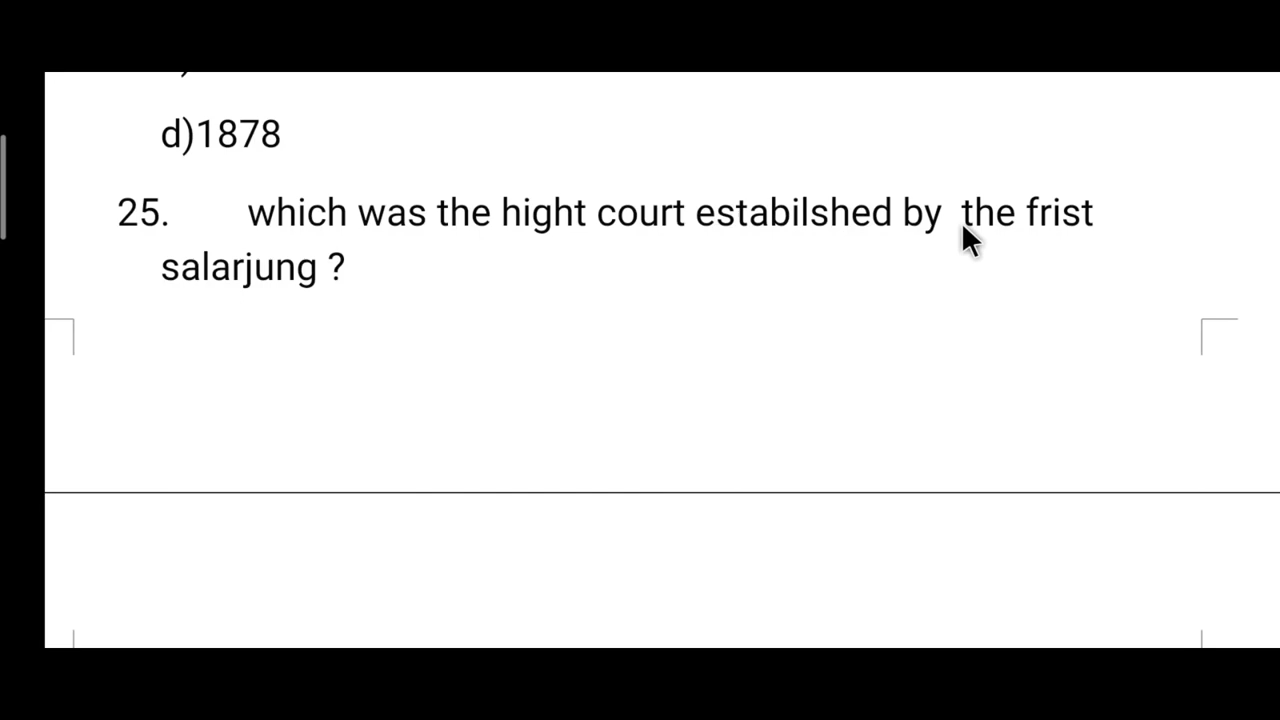 d)1878
25. which was the hight court estabilshed by the frist
salarjung ?